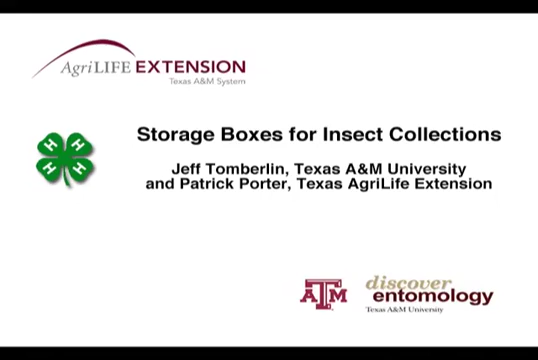 AgriLIFE EXTENSION
Texas A&M System
H H
H H
Storage Boxes for Insect Collections
Jeff Tomberlin, Texas A&M University
and Patrick Porter, Texas AgriLife Extension
ATM
discover
entomology
Texas A&M University